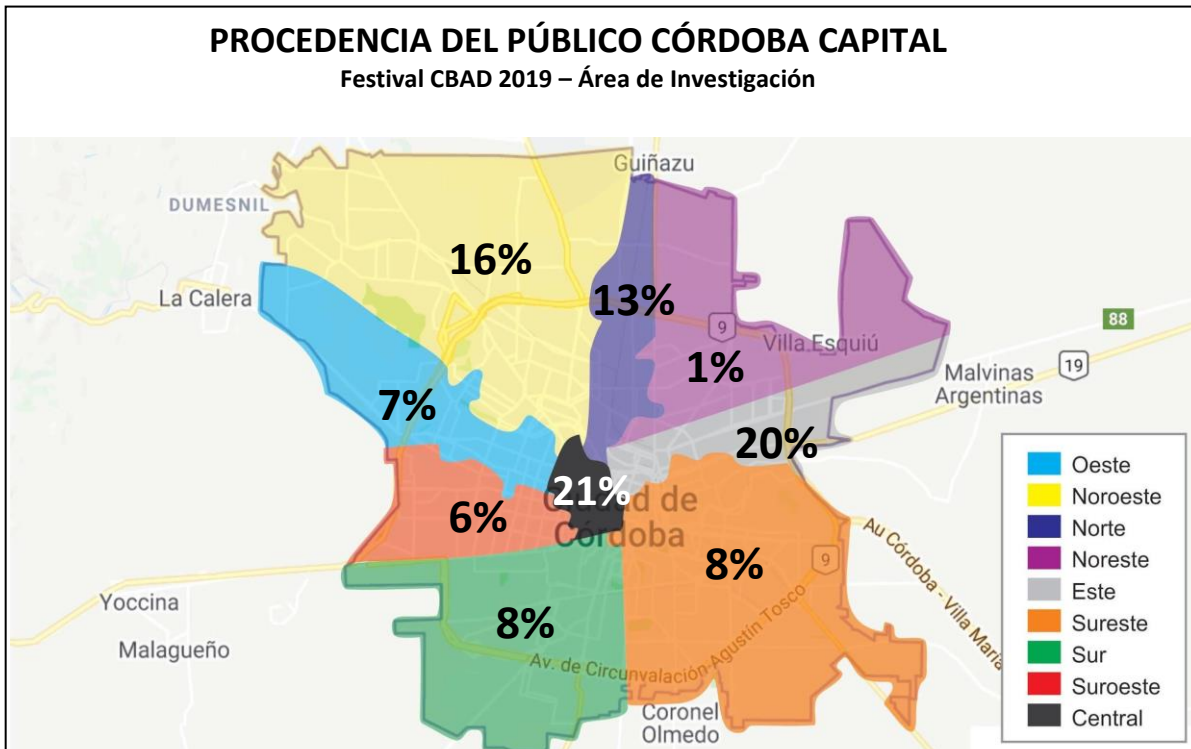 PROCEDENCIA DEL PÚBLICO CÓRDOBA CAPITAL
Festival CBAD 2019 – Área de Investigación
Guiñazu
DUMESNIL
16%
La Calera
13%
9
88
Villa Esquiú
1%
19
Malvinas
Argentinas
7%
20%
21%
Ciudad de
Córdoba
6%
8%
9
Au Córdoba - Villa María
Yoccina
8%
Malagueño
Av. de Circunvalación Agustín Tosco
Coronel
Olmedo
Oeste
Noroeste
Norte
Noreste
Este
Sureste
Sur
Suroeste
Central